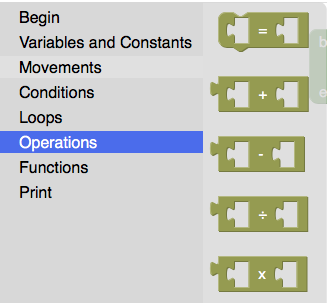 Begin
Variables and Constants
Movements
Conditions
Loops
Operations
Functions
Print
=
+
-
÷
x
b
e